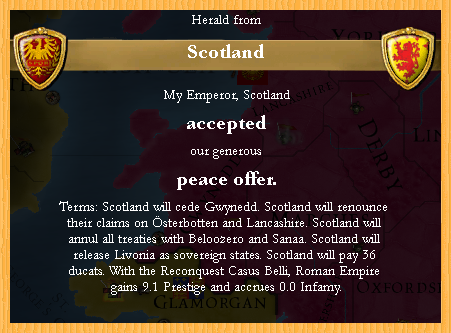 Herald from
Scotland
My Emperor, Scotland
accepted
our generous
peace offer.
Terms: Scotland will cede Gwynedd. Scotland will renounce
their claims on Österbotten and Lancashire. Scotland will
annul all treaties with Beloozero and Sanaa. Scotland will
release Livonia as sovereign states. Scotland will pay 36
ducats. With the Reconquest Casus Belli, Roman Empire
gains 9.1 Prestige and accrues 0.0 Infamy.
DERBY
GLAMORGAN